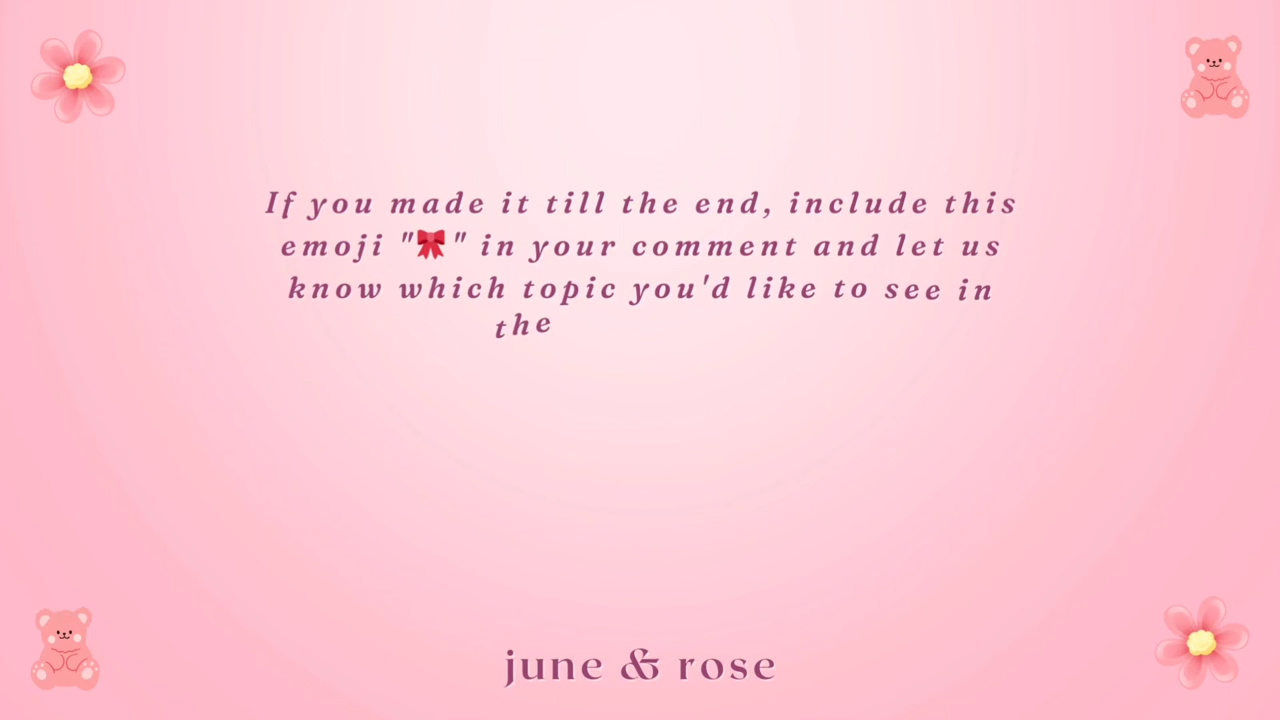 If you made it till the end, include this
emoji "🎀" in your comment and let us
know which topic you'd like to see in
the
june & rose